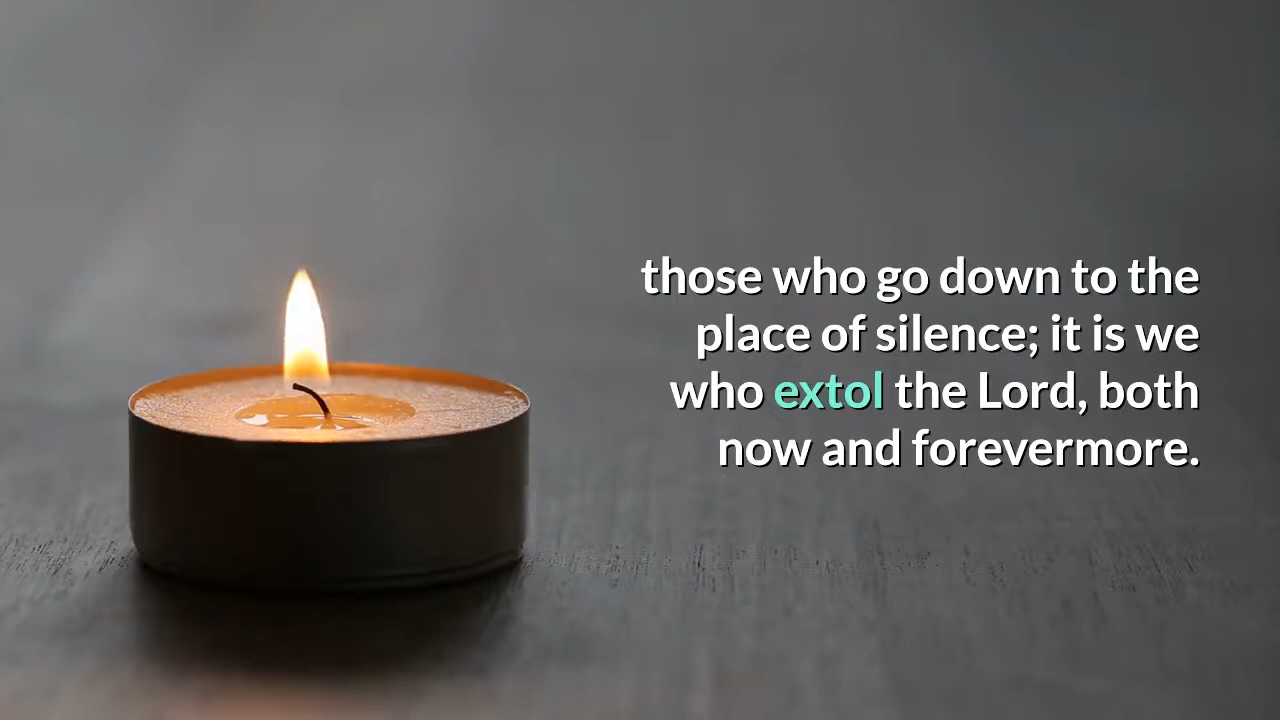 those who go down to the
place of silence; it is we
who extol the Lord, both
now and forevermore.